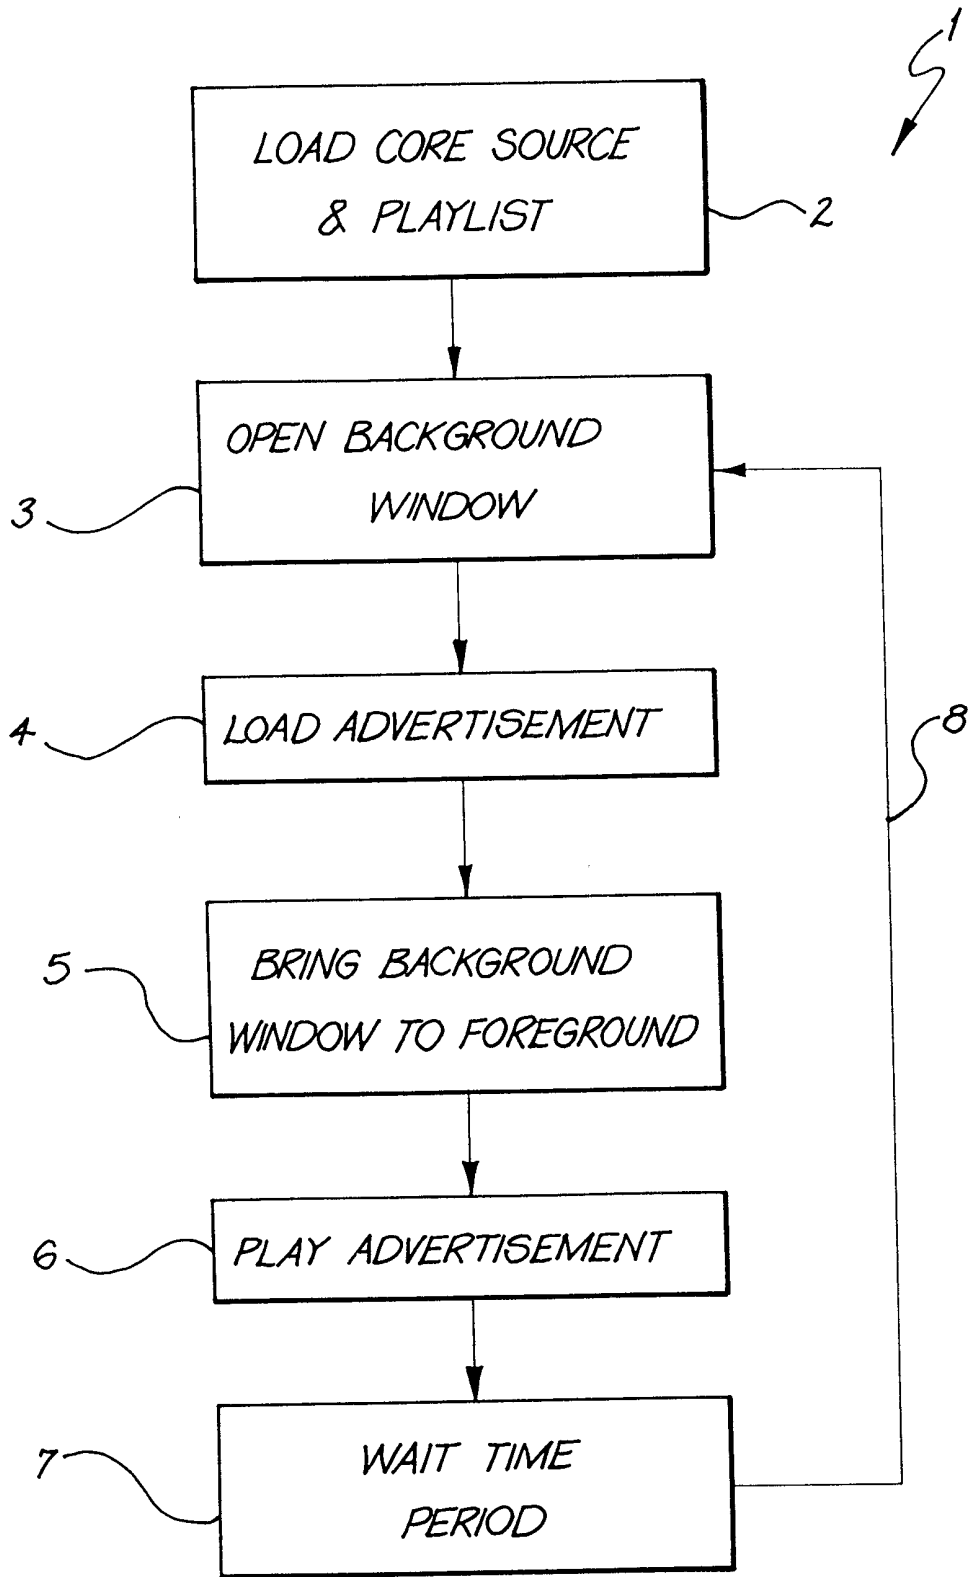 1
LOAD CORE SOURCE
& PLAYLIST
2
OPEN BACKGROUND
WINDOW
3
LOAD ADVERTISEMENT
4
8
BRING BACKGROUND
WINDOW TO FOREGROUND
5
PLAY ADVERTISEMENT
6
WAIT TIME
PERIOD
7